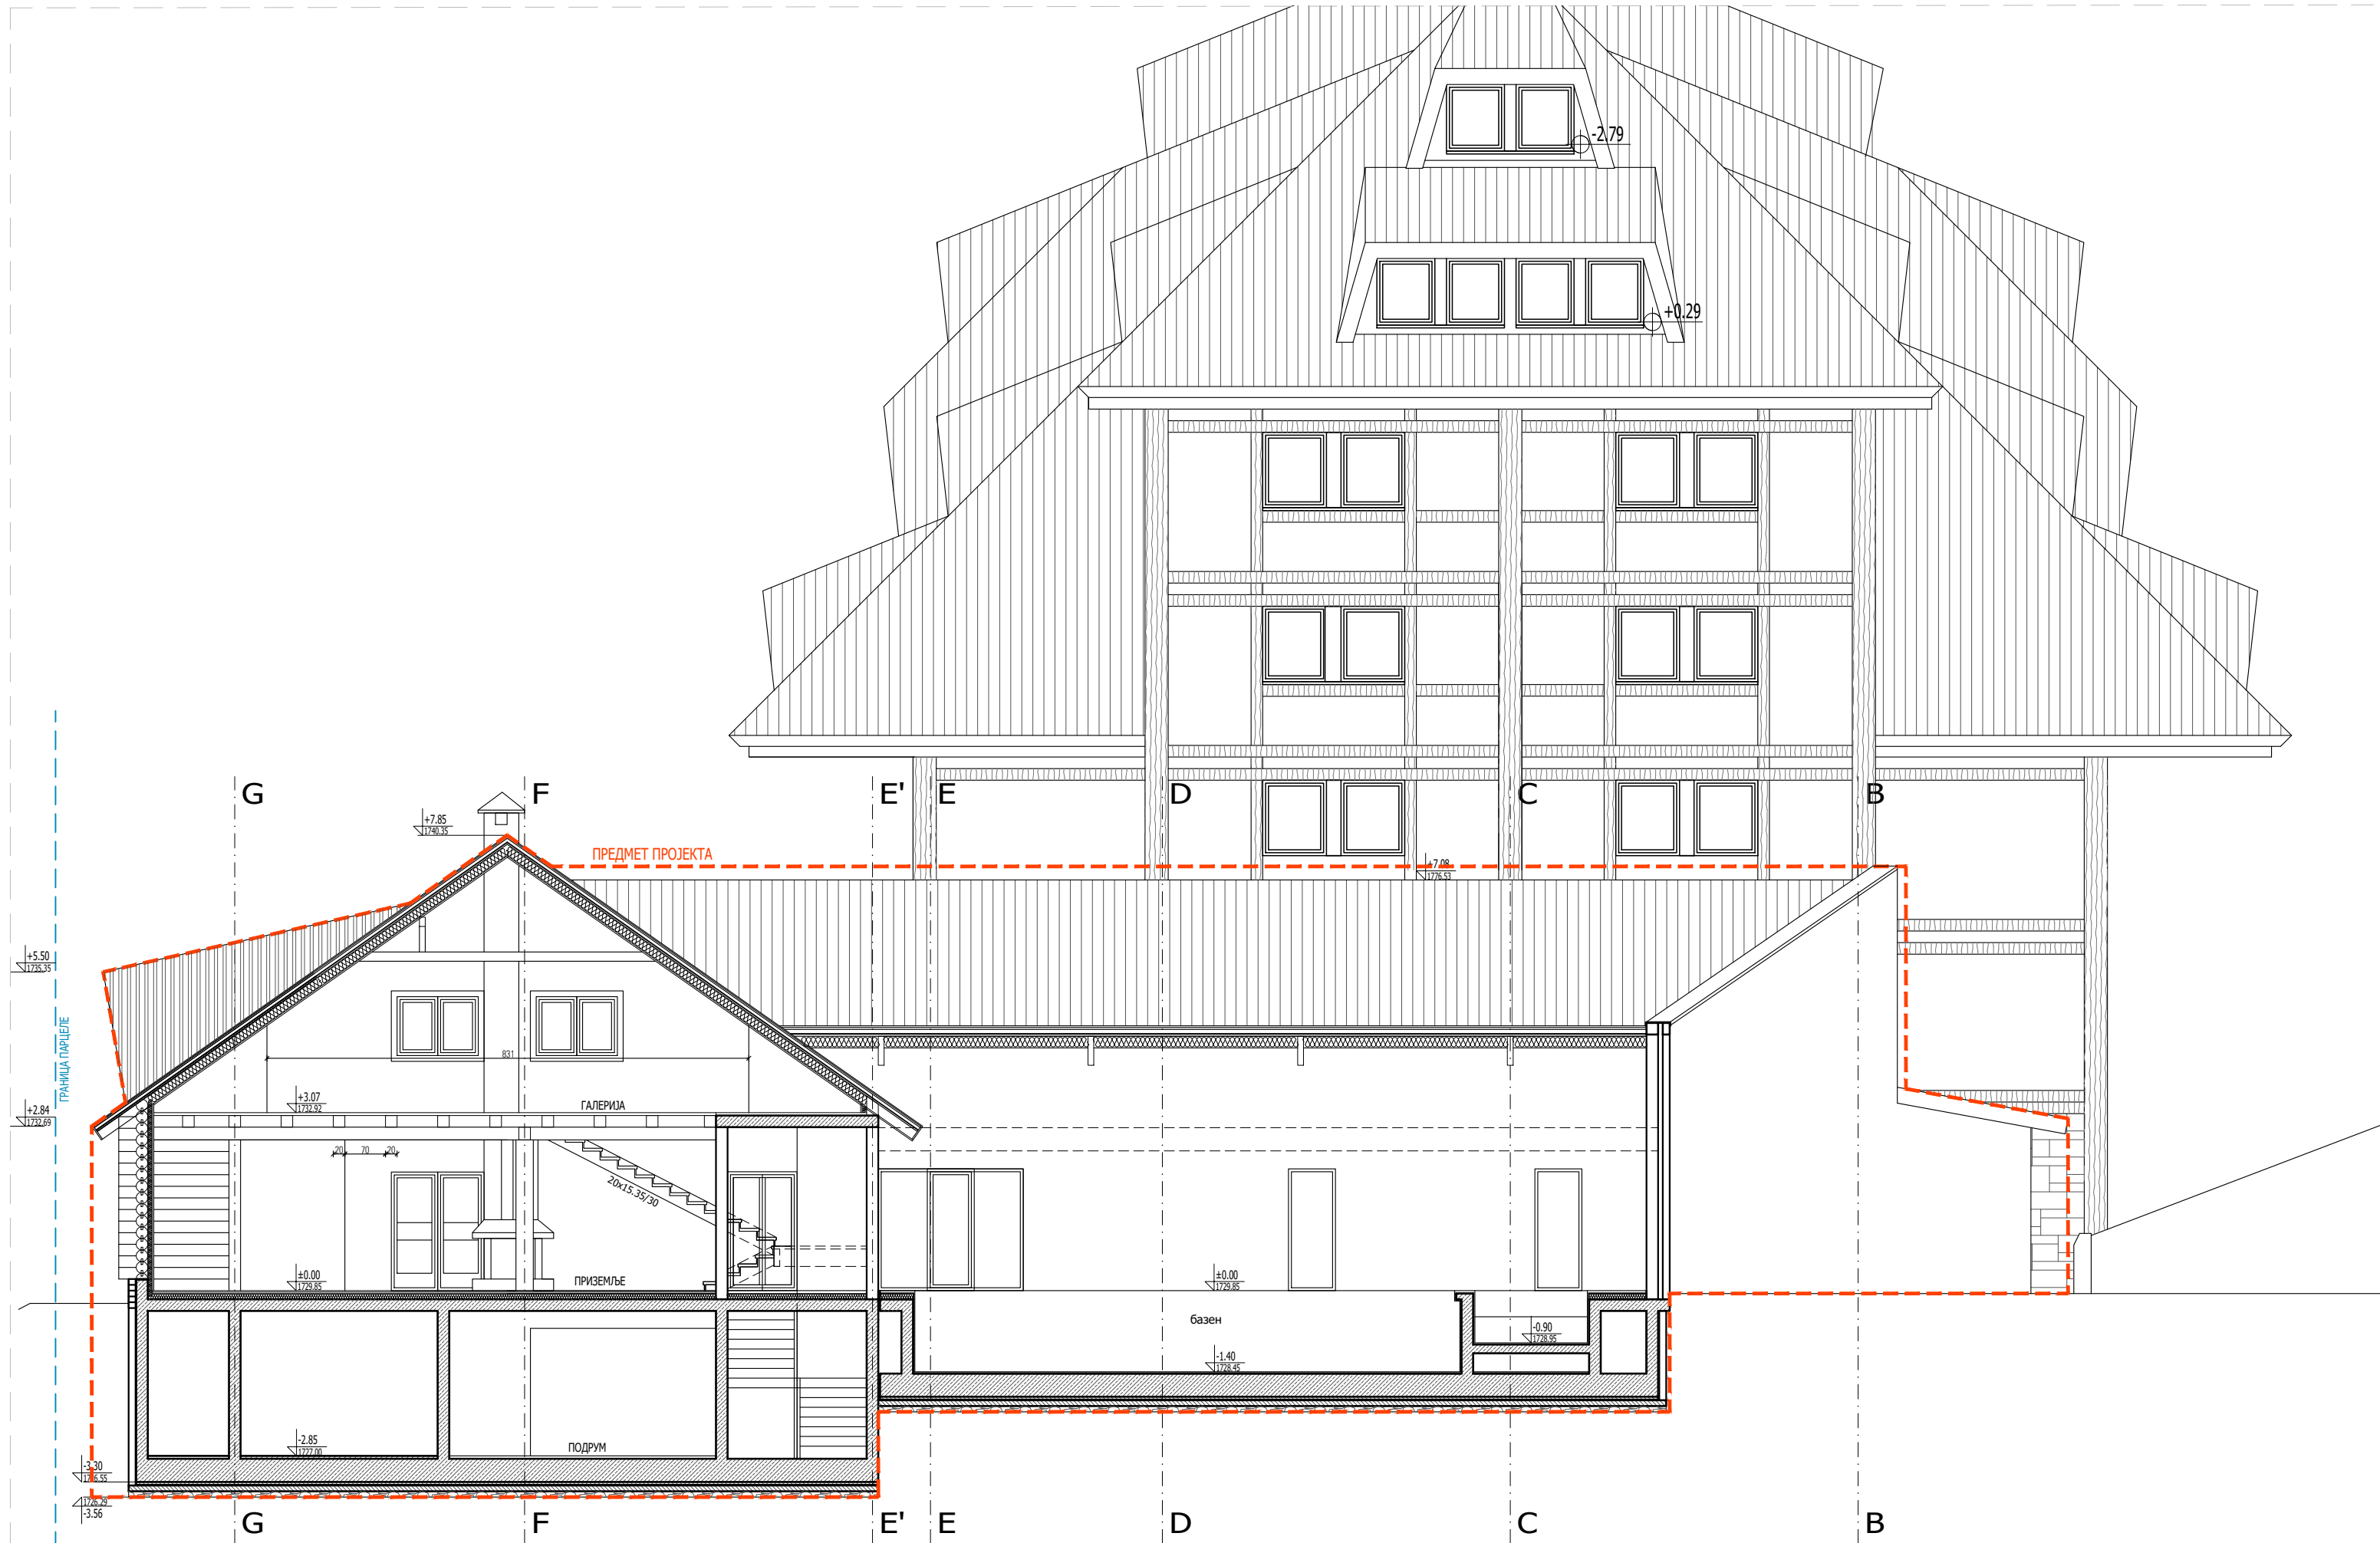 -2.79
+0.29
G
F
E'
E
D
C
B
+7.85
1740.35
ПРЕДМЕТ ПРОЈЕКТА
+7.08
1776.53
+5.50
1735.35
ГРАНИЦА ПАРЦЕЛЕ
831
+3.07
1732.92
ГАЛЕРИЈА
+2.84
1732.69
20
70
20
20x15.35/30
±0.00
1729.85
ПРИЗЕМЉЕ
±0.00
1729.85
базен
-0.90
1728.95
-1.40
1728.45
-2.85
1727.00
ПОДРУМ
-3.30
1726.55
1726.29
-3.56
G
F
E'
E
D
C
B